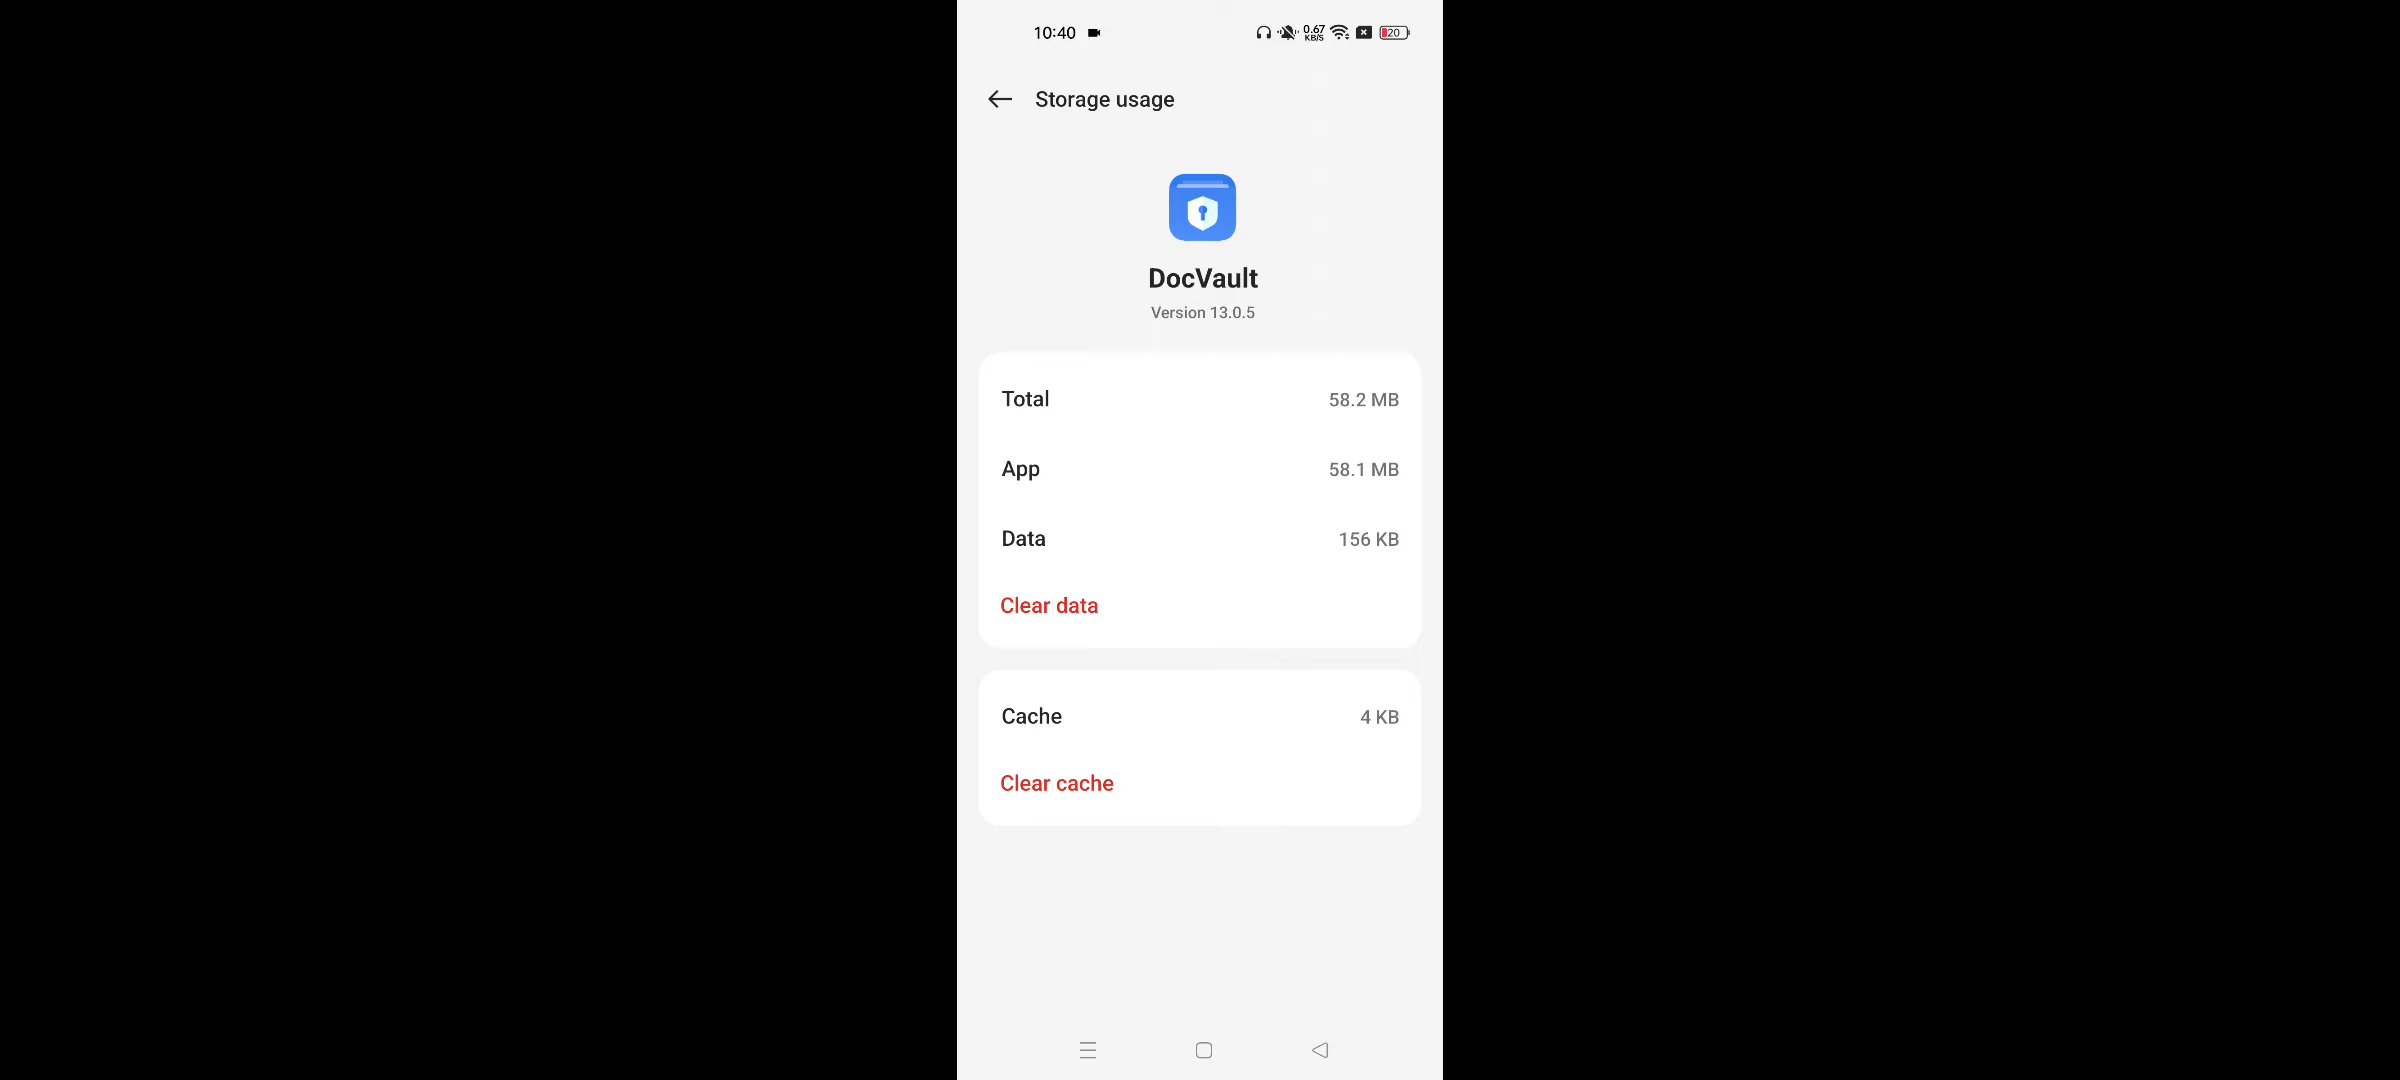 10:40 0.67 KB/S 20
Storage usage
DocVault
Version 13.0.5
Total 58.2 MB
App 58.1 MB
Data 156 KB
Clear data
Cache 4 KB
Clear cache